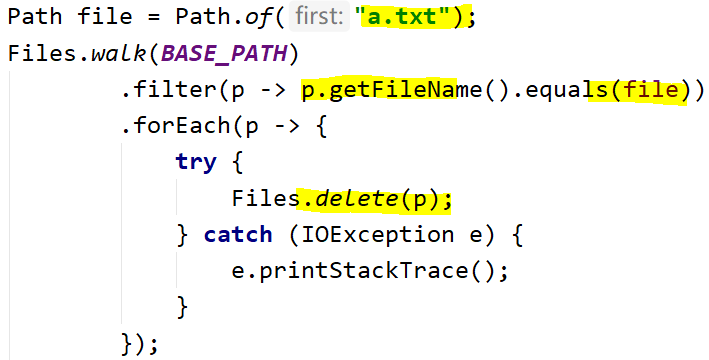 Path file = Path.of( first: "a.txt");
Files.walk(BASE_PATH)
.filter(p -> p.getFileName().equals(file))
.forEach(p -> {
try {
Files.delete(p);
} catch (IOException e) {
e.printStackTrace();
}
});